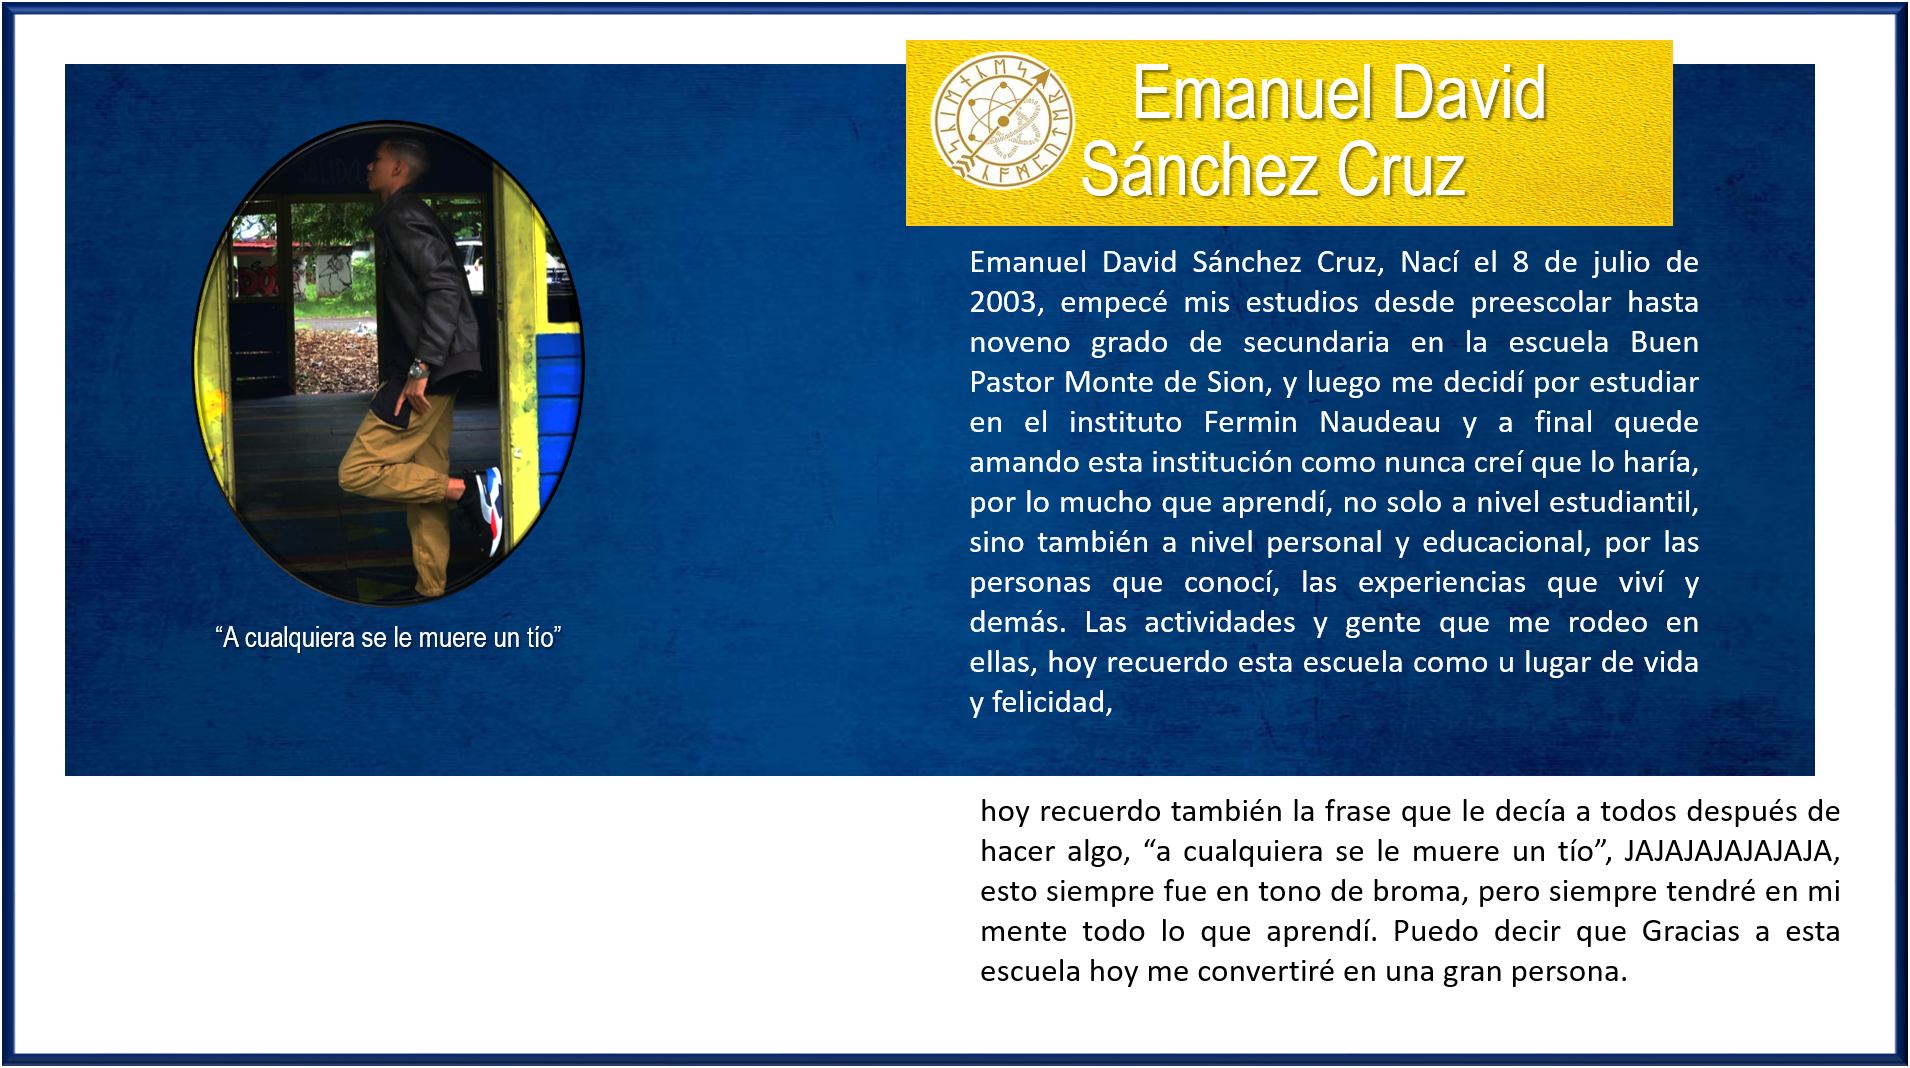 Emanuel David
Sánchez Cruz
Emanuel David Sánchez Cruz, Nací el 8 de julio de
2003, empecé mis estudios desde preescolar hasta
noveno grado de secundaria en la escuela Buen
Pastor Monte de Sion, y luego me decidí por estudiar
en el instituto Fermin Naudeau y a final quede
amando esta institución como nunca creí que lo haría,
por lo mucho que aprendí, no solo a nivel estudiantil,
sino también a nivel personal y educacional, por las
personas que conocí, las experiencias que viví y
demás. Las actividades y gente que me rodeo en
ellas, hoy recuerdo esta escuela como u lugar de vida
y felicidad,
“A cualquiera se le muere un tío”
hoy recuerdo también la frase que le decía a todos después de
hacer algo, “a cualquiera se le muere un tío”, JAJAJAJAJAJAJA,
esto siempre fue en tono de broma, pero siempre tendré en mi
mente todo lo que aprendí. Puedo decir que Gracias a esta
escuela hoy me convertiré en una gran persona.